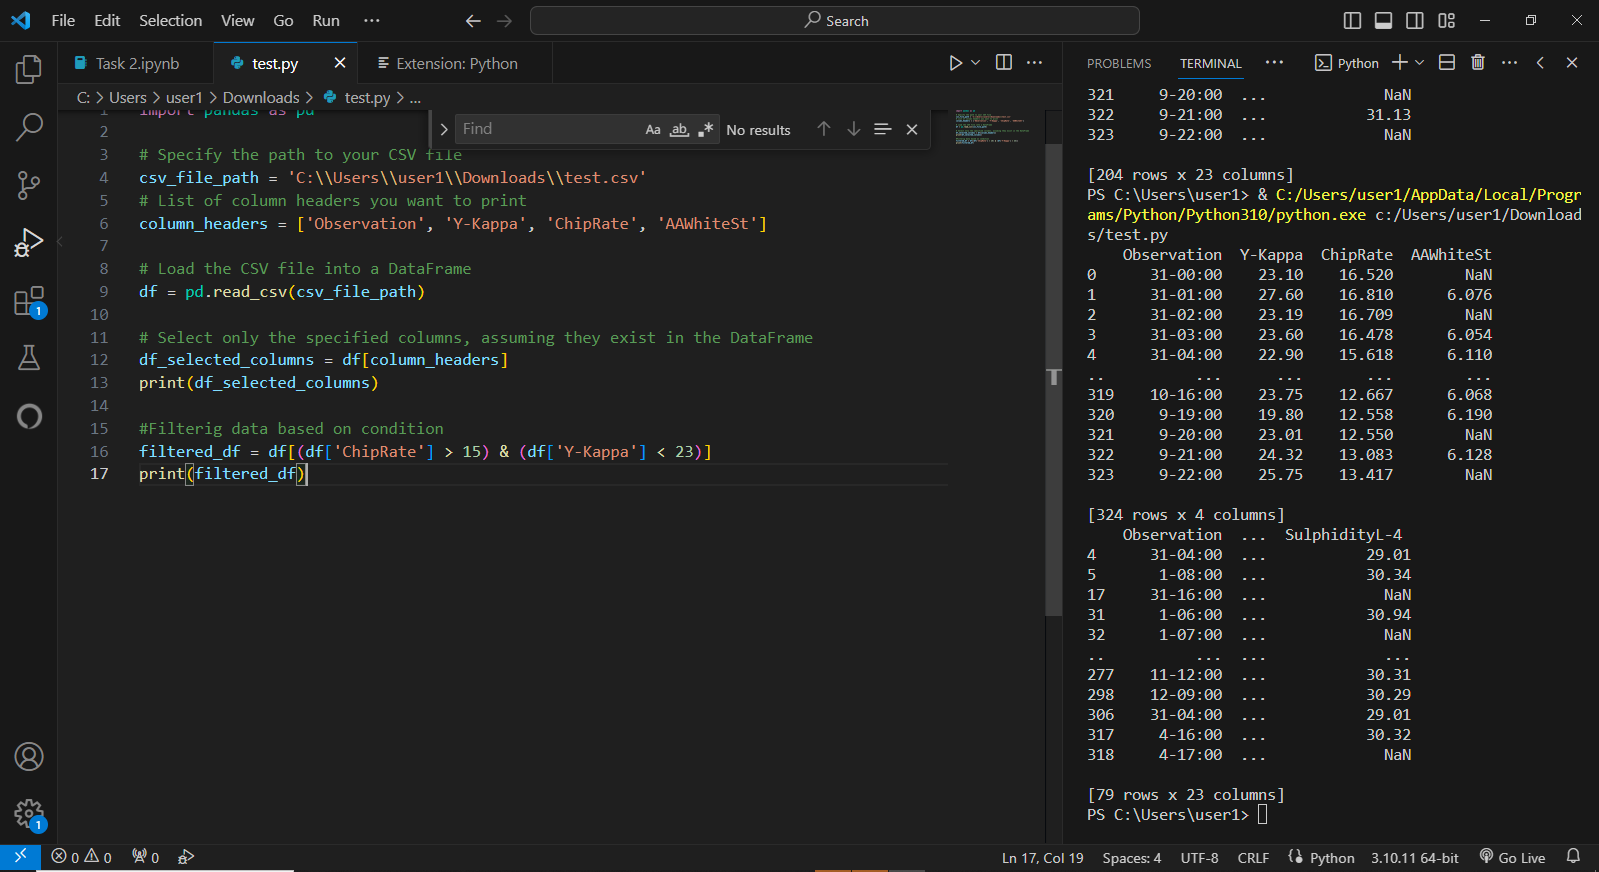 File Edit Selection View Go Run ···
Search
Task 2.ipynb
test.py
Extension: Python
C: > Users > user1 > Downloads > test.py > ...
Find
Aa ab .*
No results
1 import pandas as pd
2
3 # Specify the path to your CSV file
4 csv_file_path = 'C:\\Users\\user1\\Downloads\\test.csv'
5 # List of column headers you want to print
6 column_headers = ['Observation', 'Y-Kappa', 'ChipRate', 'AAWhiteSt']
7
8 # Load the CSV file into a DataFrame
9 df = pd.read_csv(csv_file_path)
10
11 # Select only the specified columns, assuming they exist in the DataFrame
12 df_selected_columns = df[column_headers]
13 print(df_selected_columns)
14
15 #Filterig data based on condition
16 filtered_df = df[(df['ChipRate'] > 15) & (df['Y-Kappa'] < 23)]
17 print(filtered_df)
PROBLEMS TERMINAL ··· Python
321 9-20:00 ... NaN
322 9-21:00 ... 31.13
323 9-22:00 ... NaN
[204 rows x 23 columns]
PS C:\Users\user1> & C:/Users/user1/AppData/Local/Progr
ams/Python/Python310/python.exe c:/Users/user1/Download
s/test.py
Observation Y-Kappa ChipRate AAWhiteSt
0 31-00:00 23.10 16.520 NaN
1 31-01:00 27.60 16.810 6.076
2 31-02:00 23.19 16.709 NaN
3 31-03:00 23.60 16.478 6.054
4 31-04:00 22.90 15.618 6.110
.. ... ... ... ...
319 10-16:00 23.75 12.667 6.068
320 9-19:00 19.80 12.558 6.190
321 9-20:00 23.01 12.550 NaN
322 9-21:00 24.32 13.083 6.128
323 9-22:00 25.75 13.417 NaN
[324 rows x 4 columns]
Observation ... SulphidityL-4
4 31-04:00 ... 29.01
5 1-08:00 ... 30.34
17 31-16:00 ... NaN
31 1-06:00 ... 30.94
32 1-07:00 ... NaN
.. ... ... ...
277 11-12:00 ... 30.31
298 12-09:00 ... 30.29
306 31-04:00 ... 29.01
317 4-16:00 ... 30.32
318 4-17:00 ... NaN
[79 rows x 23 columns]
PS C:\Users\user1>
1
1
0 0 0
Ln 17, Col 19 Spaces: 4 UTF-8 CRLF Python 3.10.11 64-bit Go Live